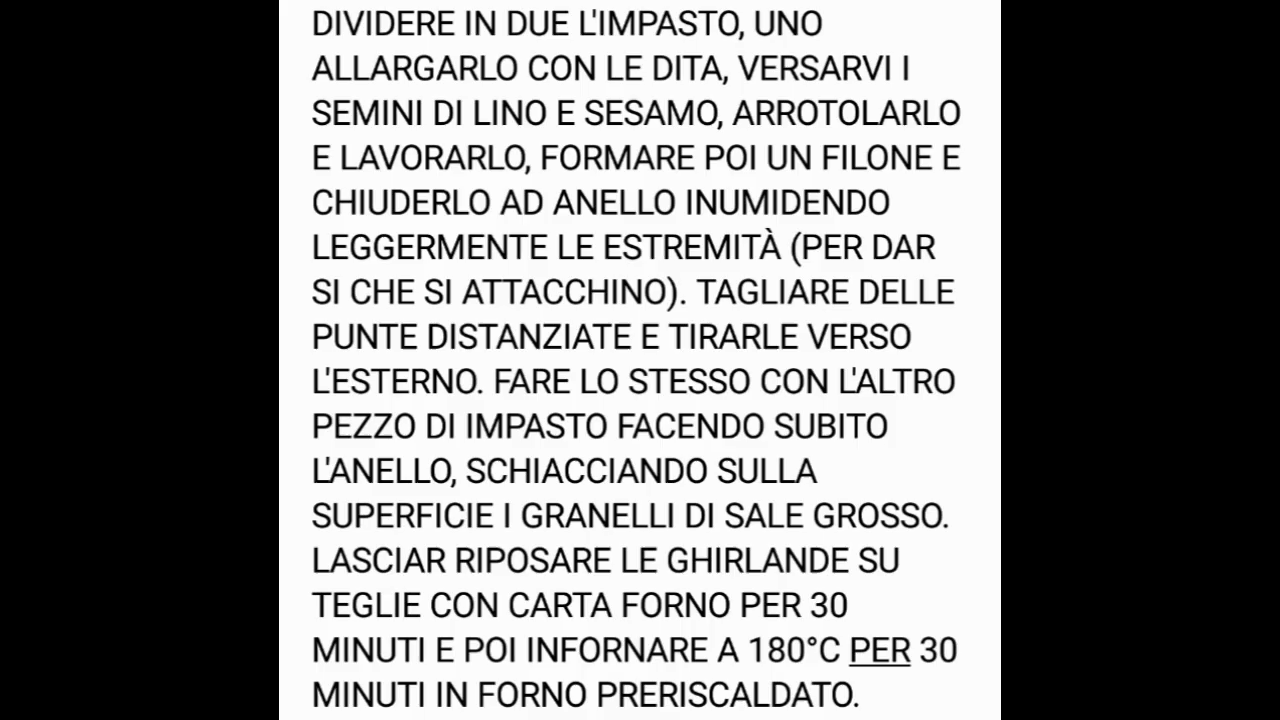 DIVIDERE IN DUE L'IMPASTO, UNO
ALLARGARLO CON LE DITA, VERSARVI I
SEMINI DI LINO E SESAMO, ARROTOLARLO
E LAVORARLO, FORMARE POI UN FILONE E
CHIUDERLO AD ANELLO INUMIDENDO
LEGGERMENTE LE ESTREMITÀ (PER DAR
SI CHE SI ATTACCHINO). TAGLIARE DELLE
PUNTE DISTANZIATE E TIRARLE VERSO
L'ESTERNO. FARE LO STESSO CON L'ALTRO
PEZZO DI IMPASTO FACENDO SUBITO
L'ANELLO, SCHIACCIANDO SULLA
SUPERFICIE I GRANELLI DI SALE GROSSO.
LASCIAR RIPOSARE LE GHIRLANDE SU
TEGLIE CON CARTA FORNO PER 30
MINUTI E POI INFORNARE A 180°C PER 30
MINUTI IN FORNO PRERISCALDATO.